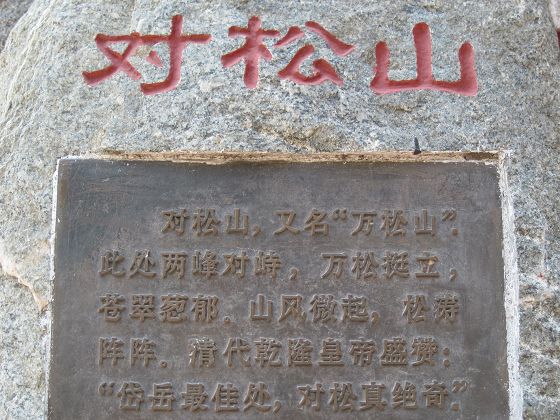 对松山
对松山，又名“万松山”。
此处两峰对峙，万松挺立，
苍翠葱郁。山风微起，松涛
阵阵。清代乾隆皇帝盛赞：
“岱岳最佳处，对松真绝奇”。